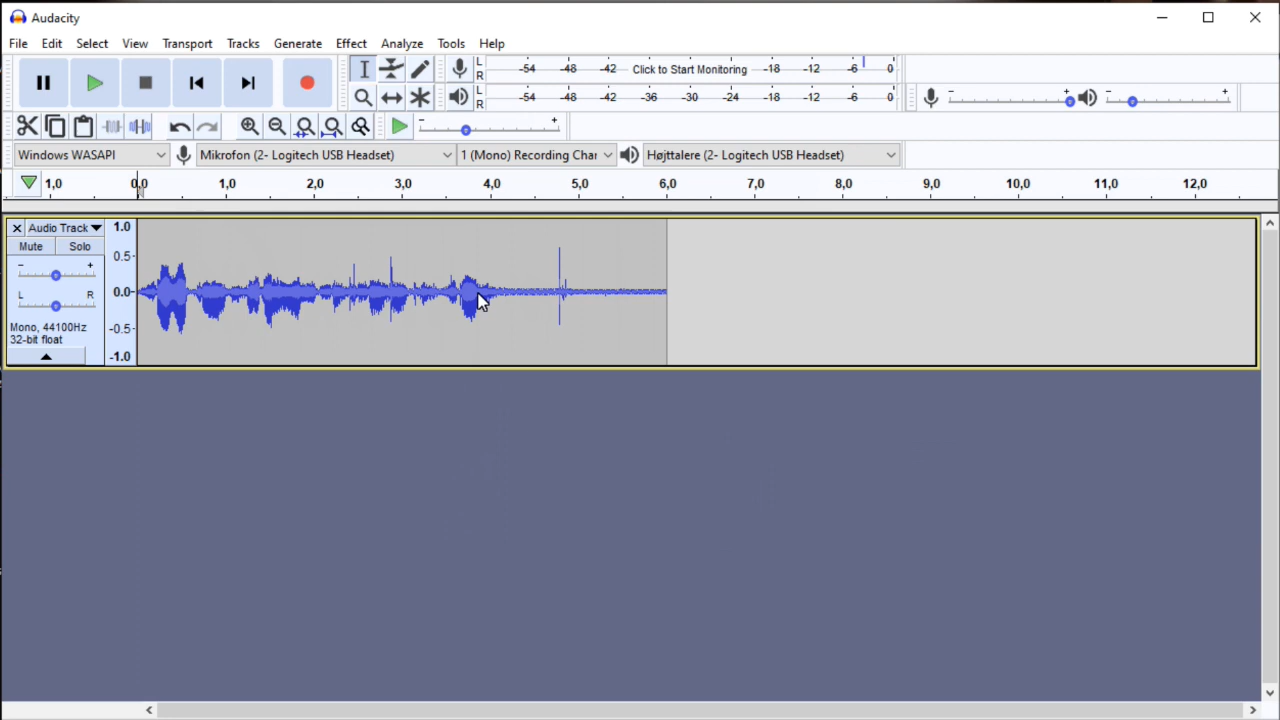 Audacity
File Edit Select View Transport Tracks Generate Effect Analyze Tools Help
L R -54 -48 -42 Click to Start Monitoring -18 -12 -6 0
L R -54 -48 -42 -36 -30 -24 -18 -12 -6 0 - + - +
- +
Windows WASAPI Mikrofon (2- Logitech USB Headset) 1 (Mono) Recording Char Højttalere (2- Logitech USB Headset)
1,0 0,0 1,0 2,0 3,0 4,0 5,0 6,0 7,0 8,0 9,0 10,0 11,0 12,0
Audio Track 1.0
Mute Solo
- + 0.5
L R 0.0
Mono, 44100Hz -0.5
32-bit float
-1.0